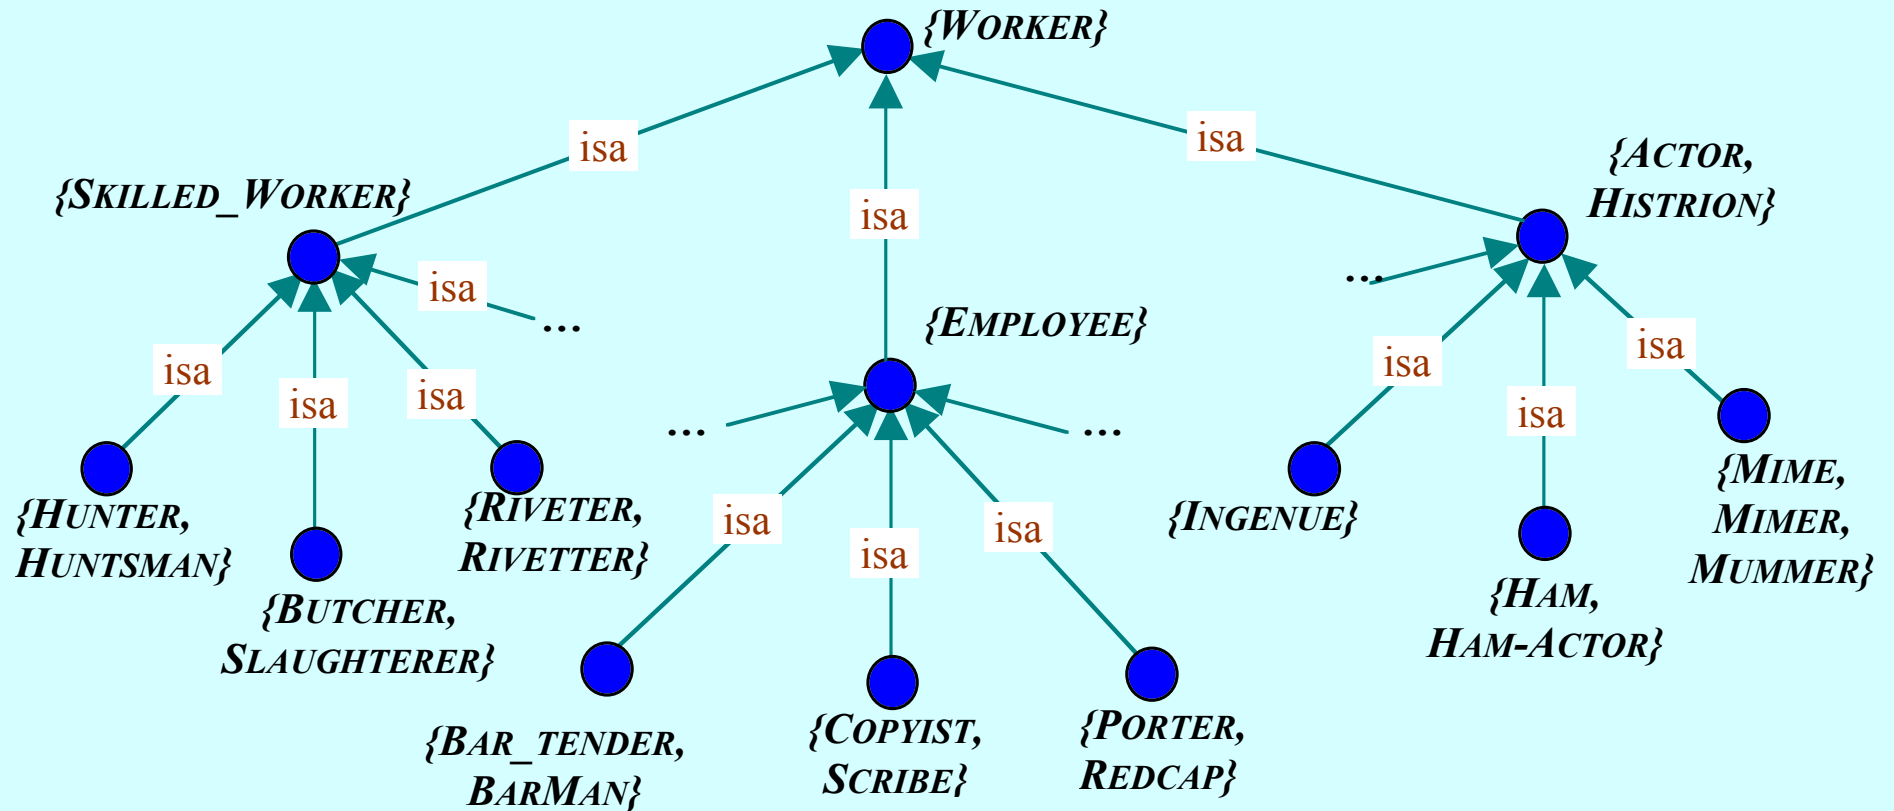 {WORKER}
isa
isa
isa
{SKILLED_WORKER}
{ACTOR,
HISTRION}
isa
...
...
{EMPLOYEE}
isa
isa
isa
isa
isa
isa
...
...
{HUNTER,
HUNTSMAN}
{RIVETER,
RIVETTER}
{BUTCHER,
SLAUGHTERER}
isa
isa
isa
{INGENUE}
{MIME,
MIMER,
MUMMER}
{HAM,
HAM-ACTOR}
{BAR_TENDER,
BARMAN}
{COPYIST,
SCRIBE}
{PORTER,
REDCAP}